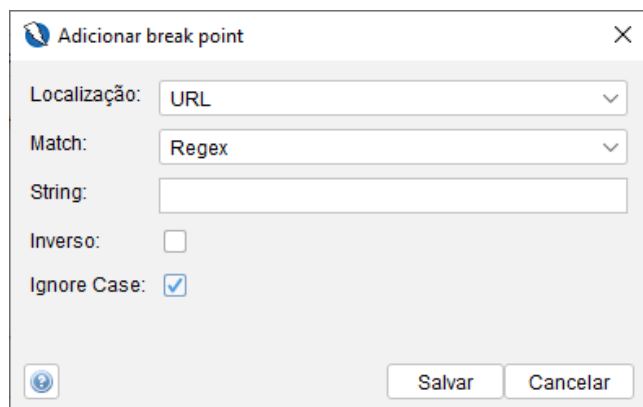 Adicionar break point
Localização: URL
Match: Regex
String:
Inverso:
Ignore Case:
Salvar Cancelar